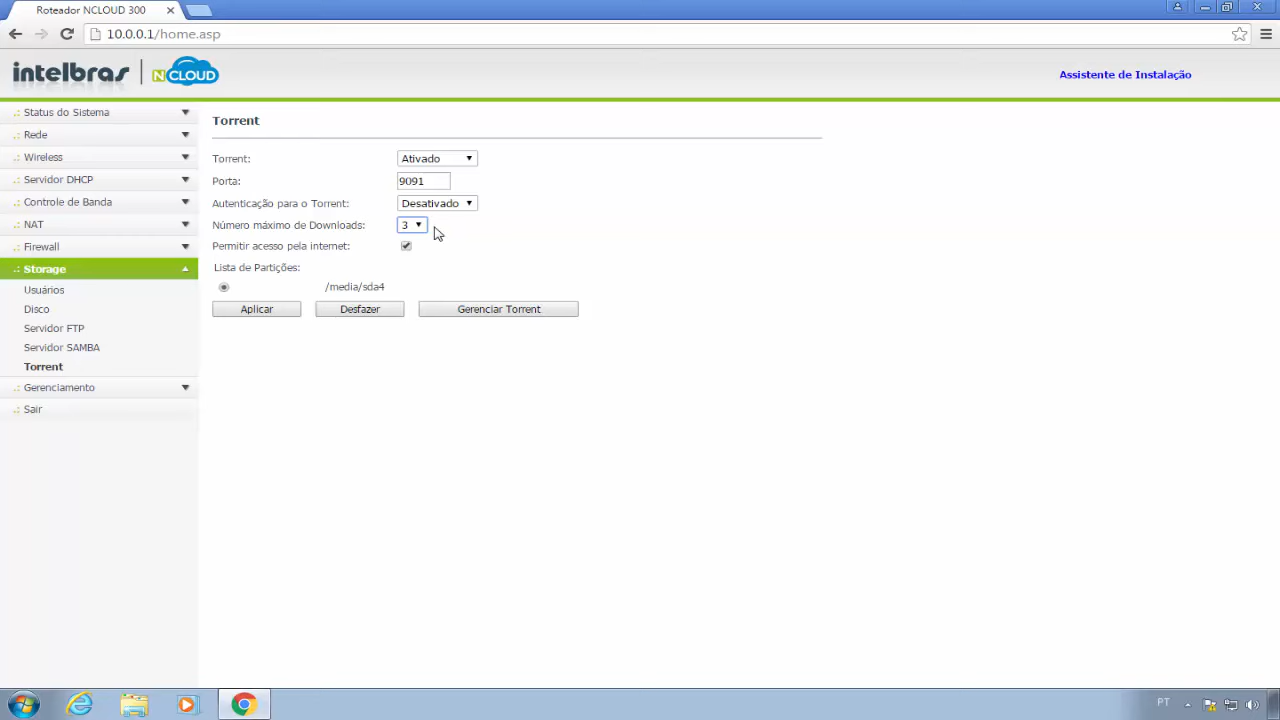 Roteador NCLOUD 300
10.0.0.1/home.asp
intelbras NCLOUD
Assistente de Instalação
.: Status do Sistema
.: Rede
.: Wireless
.: Servidor DHCP
.: Controle de Banda
.: NAT
.: Firewall
.: Storage
Usuários
Disco
Servidor FTP
Servidor SAMBA
Torrent
.: Gerenciamento
.: Sair
Torrent
Torrent: Ativado
Porta: 9091
Autenticação para o Torrent: Desativado
Número máximo de Downloads: 3
Permitir acesso pela internet:
Lista de Partições:
/media/sda4
Aplicar Desfazer Gerenciar Torrent
PT